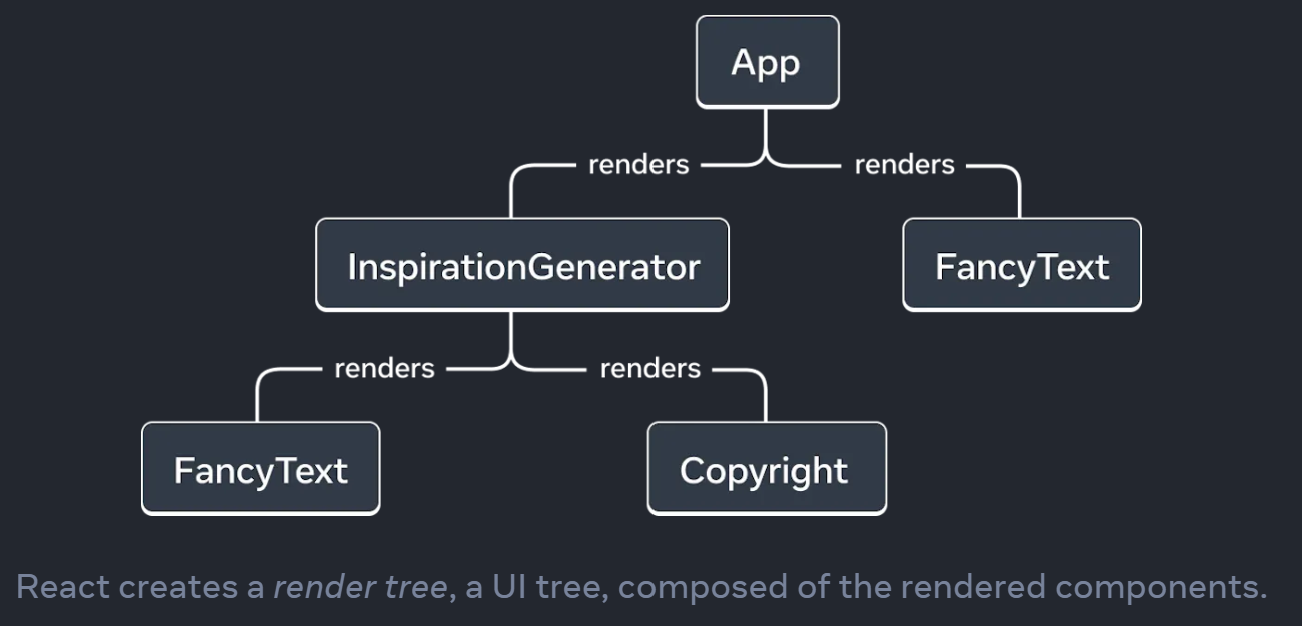 App
renders
renders
InspirationGenerator
FancyText
renders
renders
FancyText
Copyright
React creates a render tree, a UI tree, composed of the rendered components.